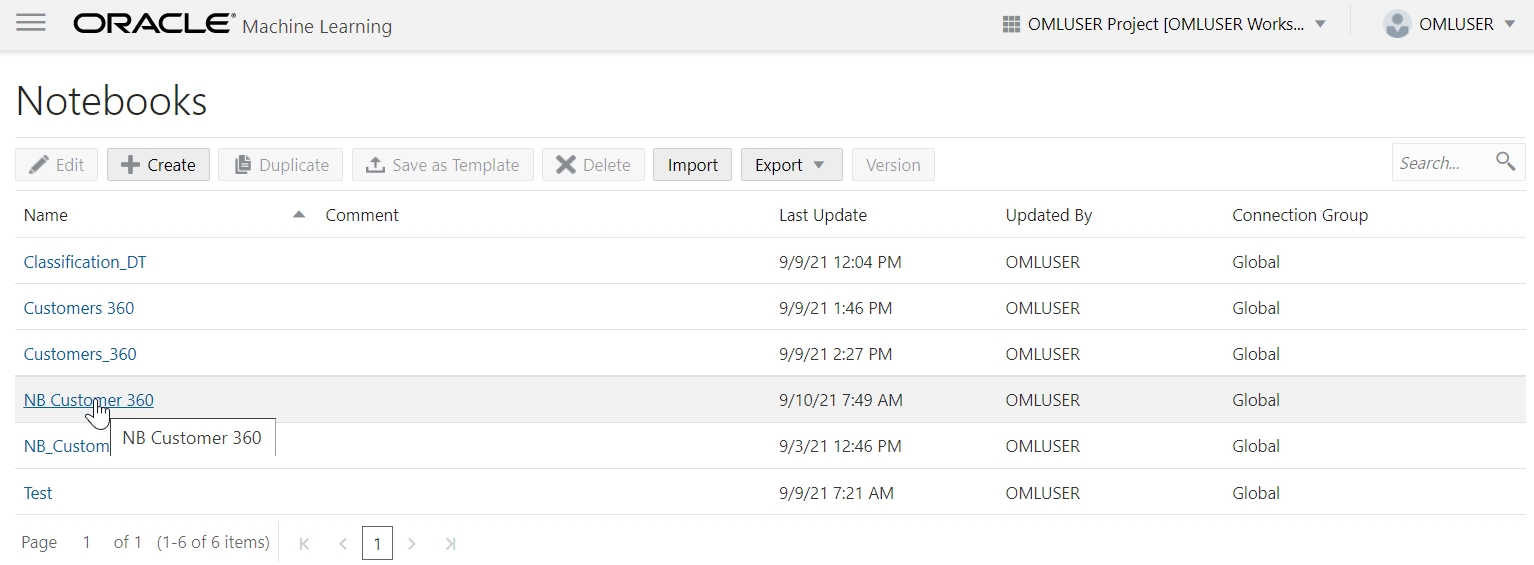 ORACLE® Machine Learning
OMLUSER Project [OMLUSER Works...
OMLUSER
Notebooks
Edit Create Duplicate Save as Template Delete Import Export Version Search...
Name Comment Last Update Updated By Connection Group
Classification_DT 9/9/21 12:04 PM OMLUSER Global
Customers 360 9/9/21 1:46 PM OMLUSER Global
Customers_360 9/9/21 2:27 PM OMLUSER Global
NB Customer 360 9/10/21 7:49 AM OMLUSER Global
NB Customer 360
NB_Custom 9/3/21 12:46 PM OMLUSER Global
Test 9/9/21 7:21 AM OMLUSER Global
Page 1 of 1 (1-6 of 6 items) 1